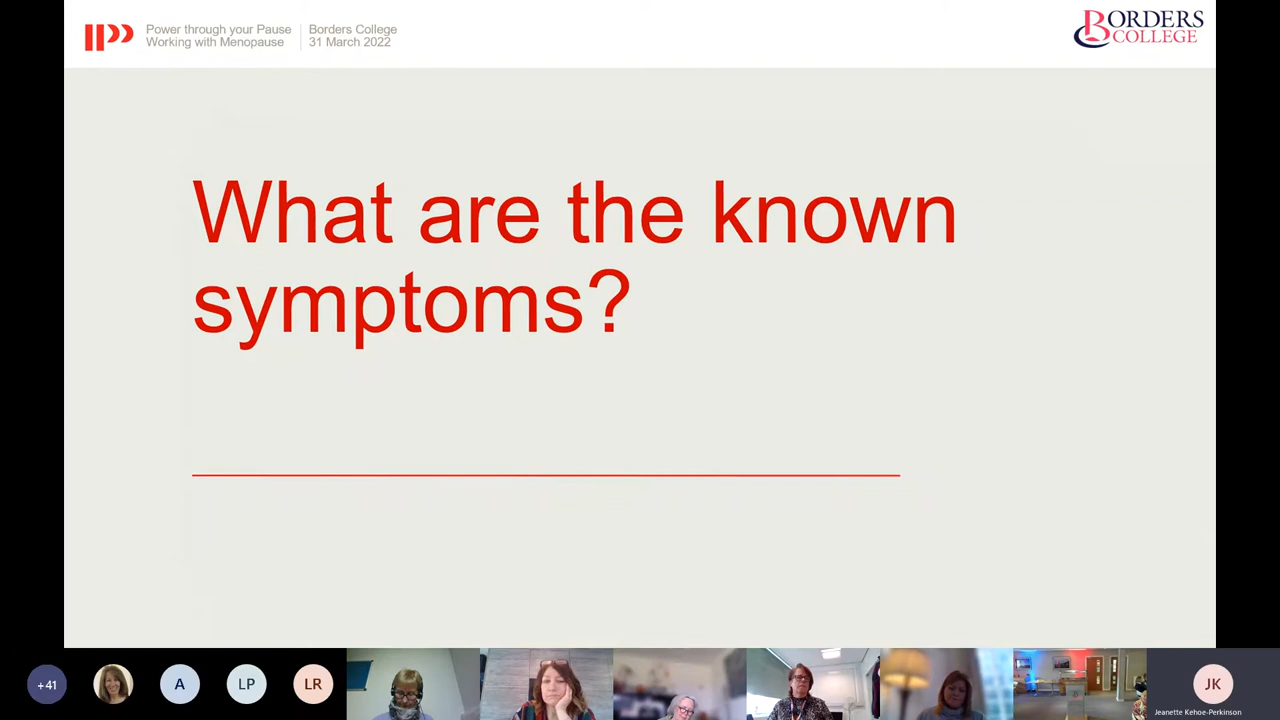 Power through your Pause
Working with Menopause
Borders College
31 March 2022
BORDERS
COLLEGE
What are the known
symptoms?
+41
A
LP
LR
JK
Jeanette Kehoe-Perkinson